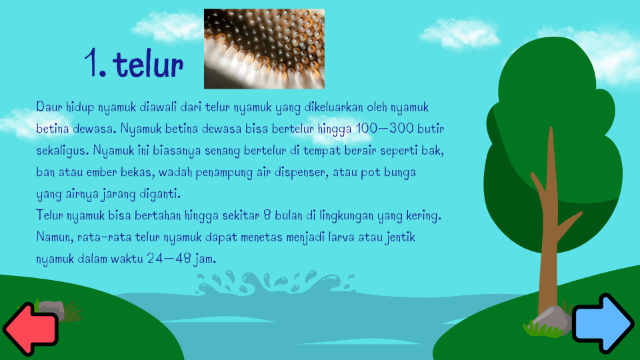 1. telur
Daur hidup nyamuk diawali dari telur nyamuk yang dikeluarkan oleh nyamuk
betina dewasa. Nyamuk betina dewasa bisa bertelur hingga 100–300 butir
sekaligus. Nyamuk ini biasanya senang bertelur di tempat berair seperti bak,
ban atau ember bekas, wadah penampung air dispenser, atau pot bunga
yang airnya jarang diganti.
Telur nyamuk bisa bertahan hingga sekitar 8 bulan di lingkungan yang kering.
Namun, rata-rata telur nyamuk dapat menetas menjadi larva atau jentik
nyamuk dalam waktu 24–48 jam.